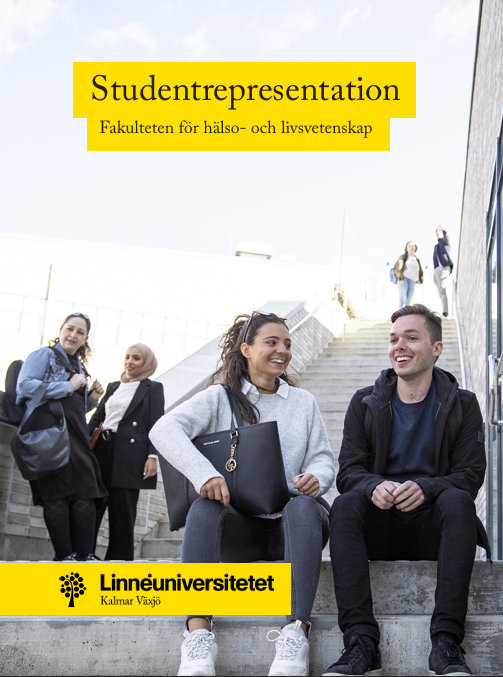 Studentrepresentation
Fakulteten för hälso- och livsvetenskap
Linnéuniversitetet
Kalmar Växjö